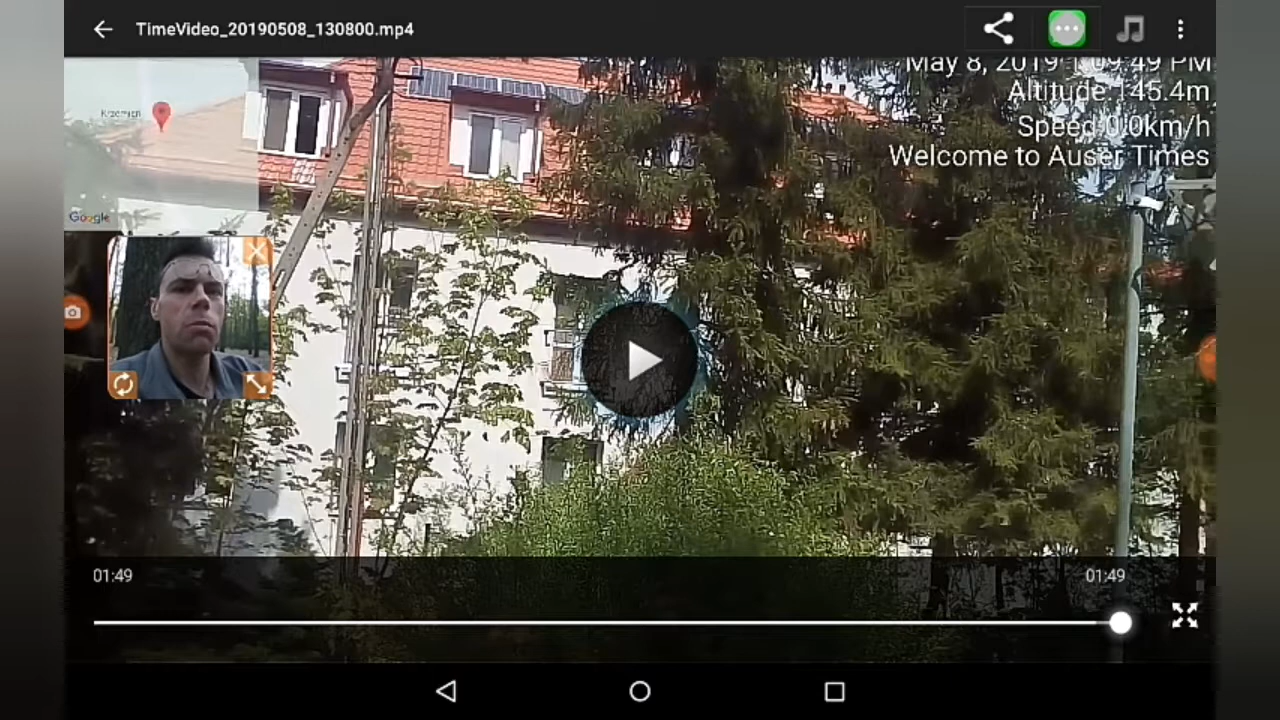 TimeVideo_20190508_130800.mp4
May 8, 2019 1:09:49 PM
Altitude:145.4m
Speed:0.0km/h
Welcome to Auser Times
Krzemień
Google
01:49
01:49